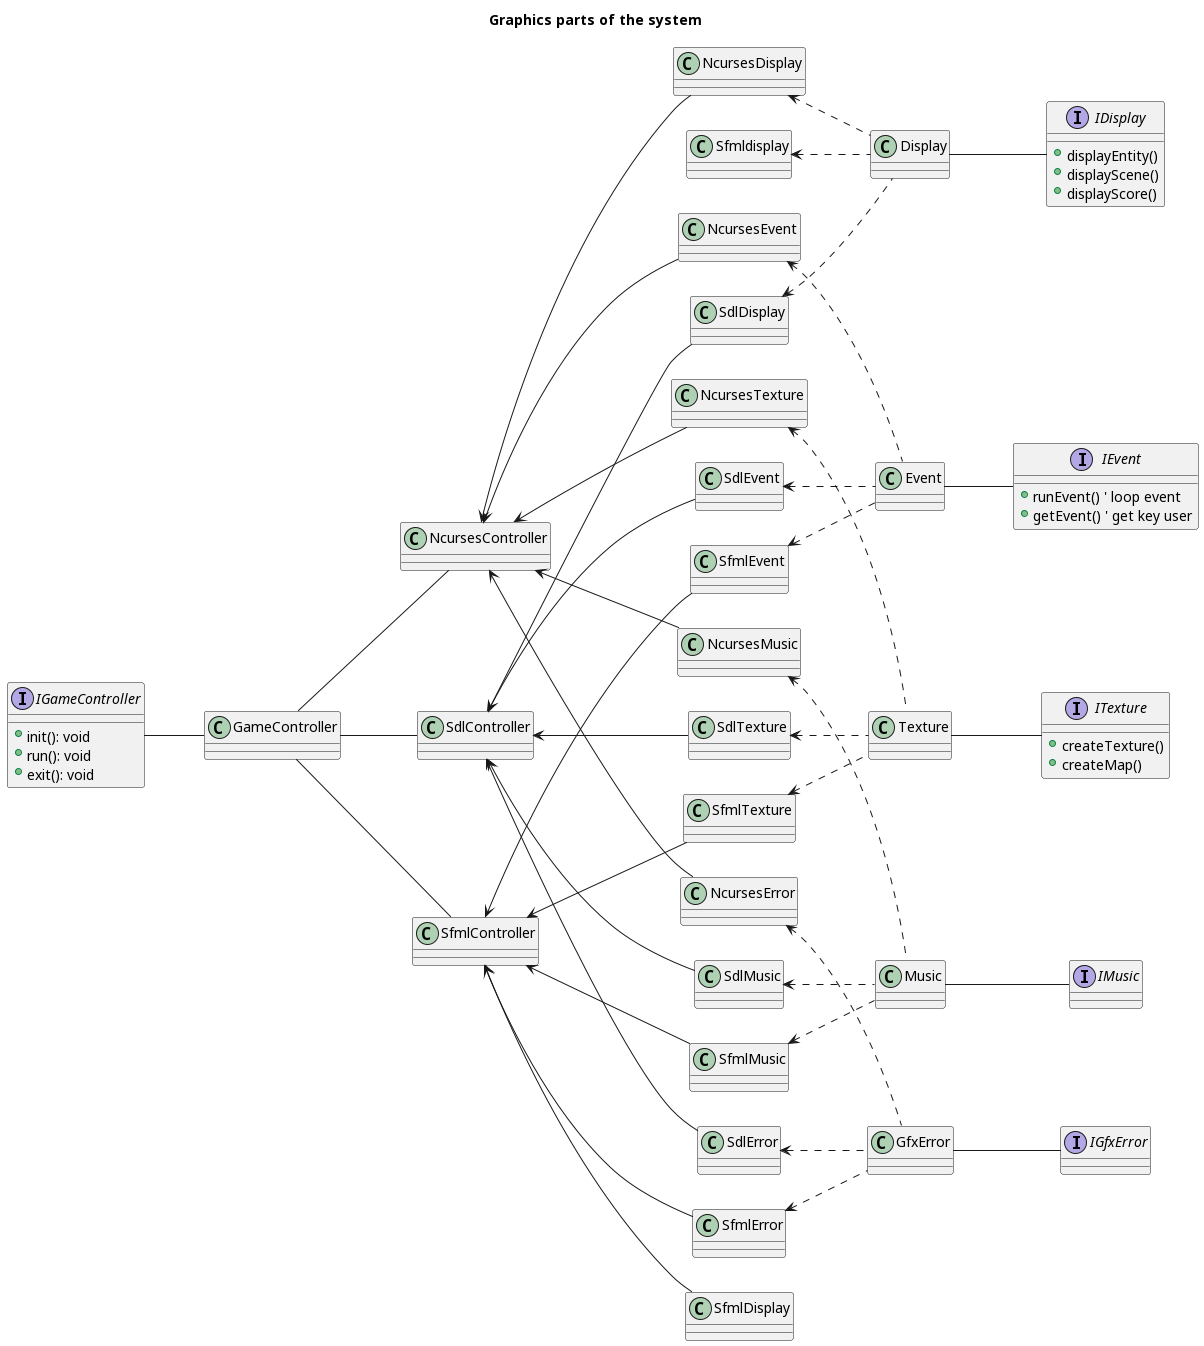 Graphics parts of the system
C NcursesDisplay
C Sfmldisplay
C Display
I IDisplay
displayEntity()
displayScene()
displayScore()
C NcursesEvent
C SdlDisplay
C NcursesTexture
C SdlEvent
C Event
I IEvent
runEvent() ' loop event
getEvent() ' get key user
C NcursesController
C SfmlEvent
C NcursesMusic
I IGameController
init(): void
run(): void
exit(): void
C GameController
C SdlController
C SdlTexture
C Texture
I ITexture
createTexture()
createMap()
C SfmlTexture
C NcursesError
C SfmlController
C SdlMusic
C Music
I IMusic
C SfmlMusic
C SdlError
C GfxError
I IGfxError
C SfmlError
C SfmlDisplay